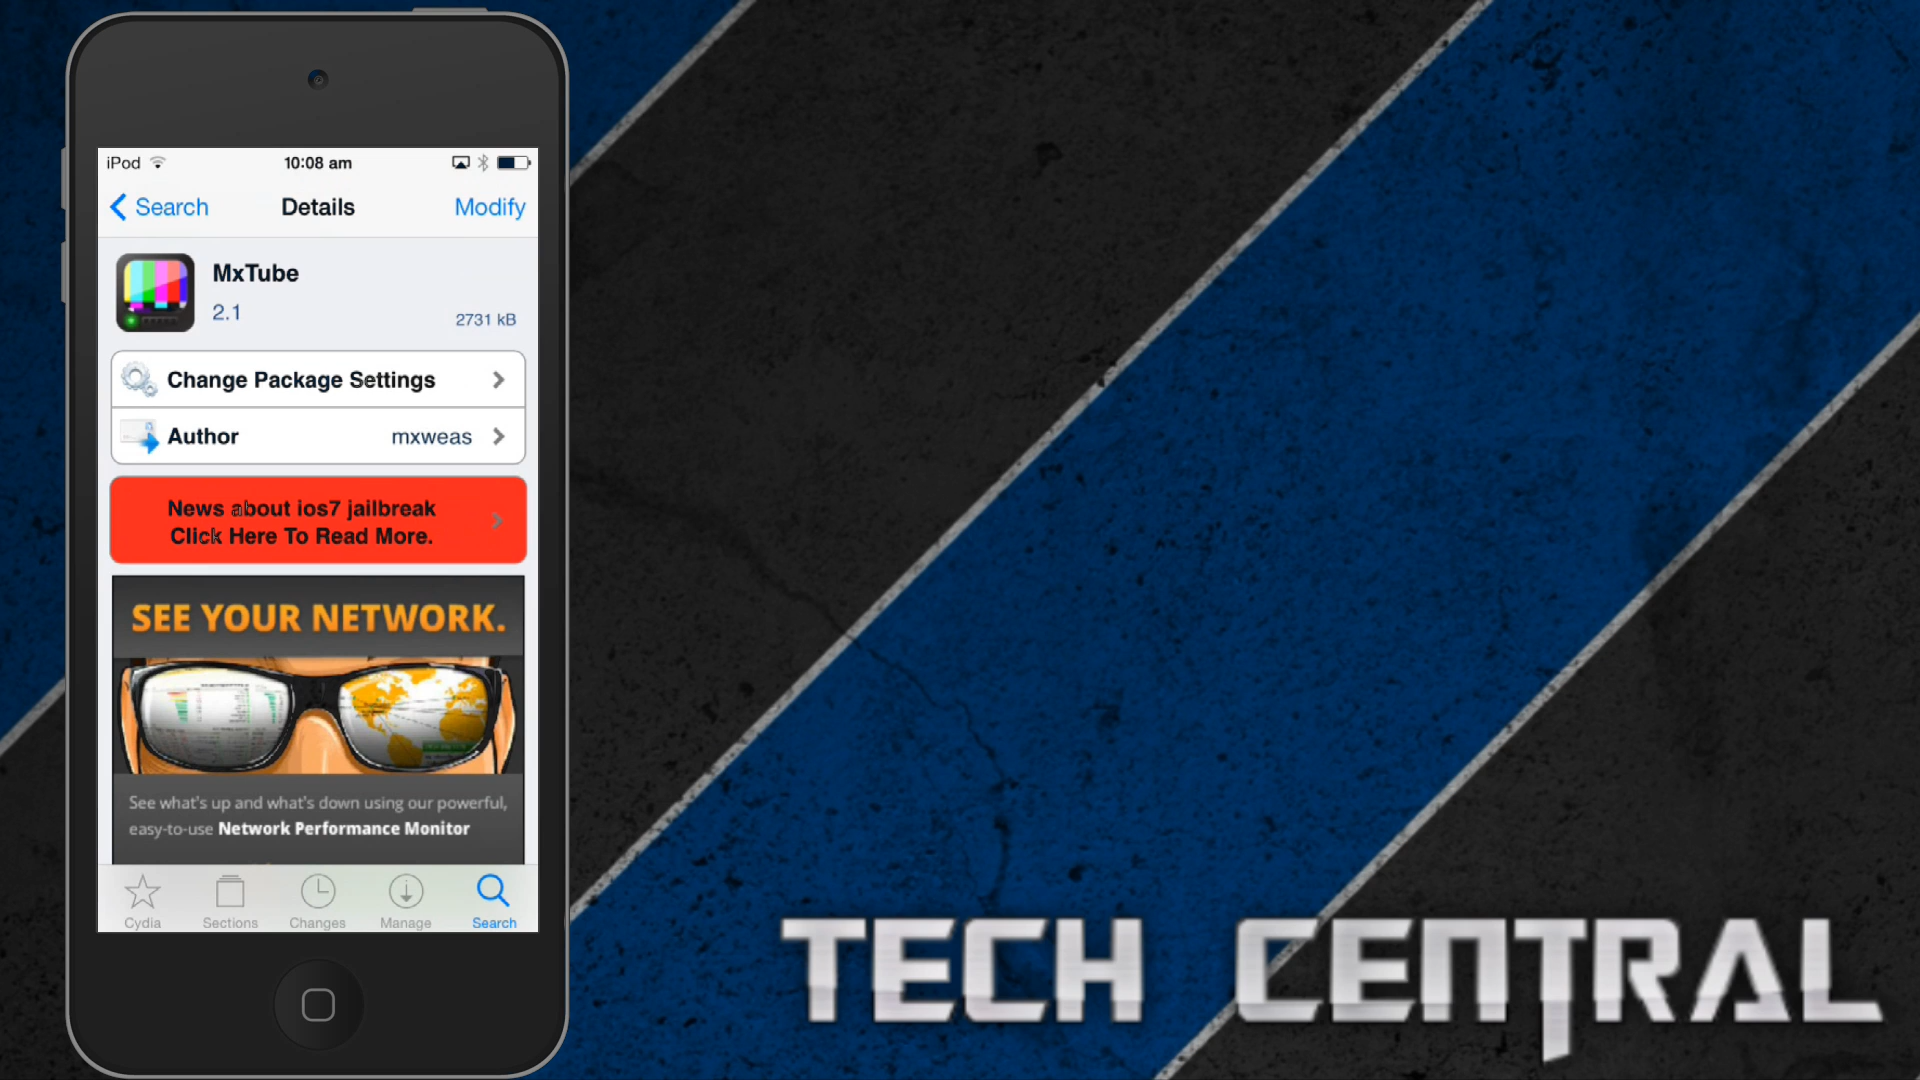 iPod 10:08 am
Search Details Modify
MxTube
2.1
2731 kB
Change Package Settings
Author mxweas
News about ios7 jailbreak
Click Here To Read More.
SEE YOUR NETWORK.
See what's up and what's down using our powerful,
easy-to-use Network Performance Monitor
Cydia Sections Changes Manage Search
TECH CENTRAL